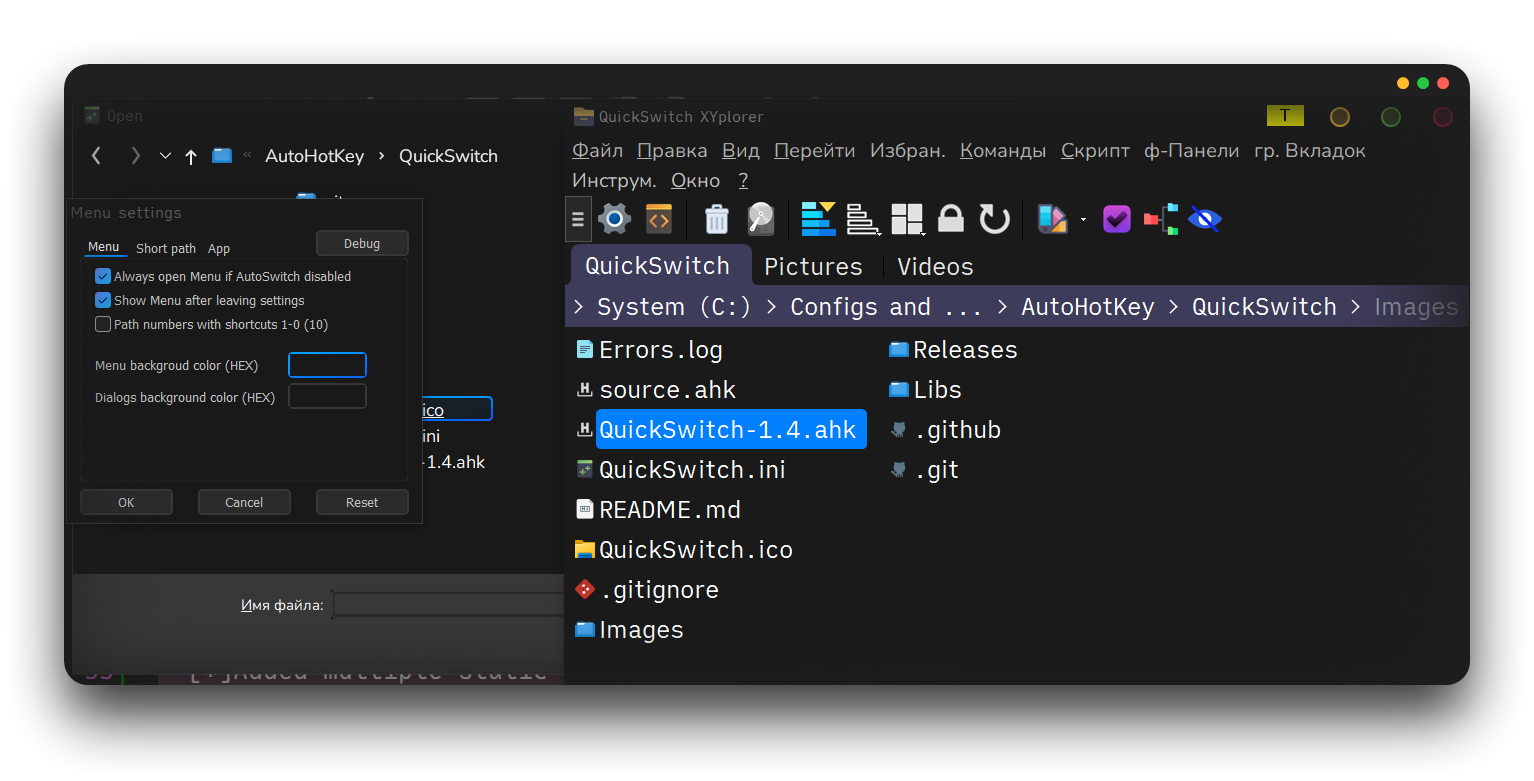 Open
« AutoHotKey › QuickSwitch
Menu settings
Menu Short path App Debug
Always open Menu if AutoSwitch disabled
Show Menu after leaving settings
Path numbers with shortcuts 1-0 (10)
Menu backgroud color (HEX)
Dialogs background color (HEX)
OK Cancel Reset
ico
ini
-1.4.ahk
Имя файла:
[+]Added multiple static
QuickSwitch XYplorer
T
Файл Правка Вид Перейти Избран. Команды Скрипт ф-Панели гр. Вкладок
Инструм. Окно ?
QuickSwitch Pictures Videos
> System (C:) > Configs and ... > AutoHotKey > QuickSwitch > Images
Errors.log
source.ahk
QuickSwitch-1.4.ahk
QuickSwitch.ini
README.md
QuickSwitch.ico
.gitignore
Images
Releases
Libs
.github
.git